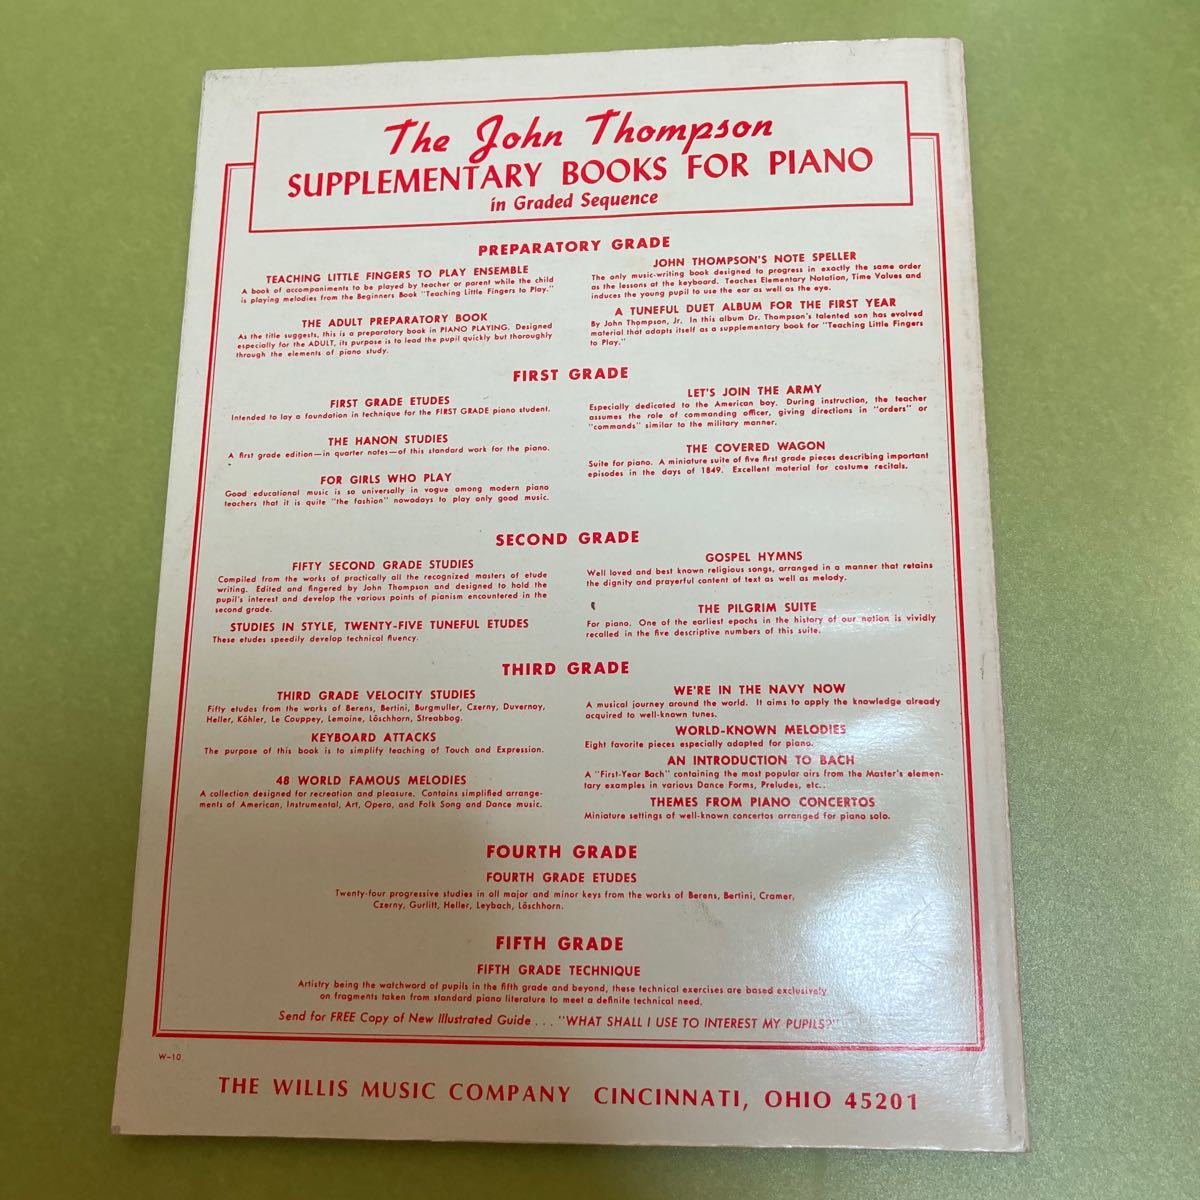 The John Thompson
SUPPLEMENTARY BOOKS FOR PIANO
in Graded Sequence
PREPARATORY GRADE
TEACHING LITTLE FINGERS TO PLAY ENSEMBLE
A book of accompaniments to be played by teacher or parent while the child
is playing melodies from the Beginners Book "Teaching Little Fingers to Play."
THE ADULT PREPARATORY BOOK
As the title suggests, this is a preparatory book in PIANO PLAYING. Designed
especially for the ADULT, its purpose is to lead the pupil quickly but thoroughly
through the elements of piano study.
JOHN THOMPSON'S NOTE SPELLER
The only music-writing book designed to progress in exactly the same order
as the lessons at the keyboard. Teaches Elementary Notation, Time Values and
induces the young pupil to use the ear as well as the eye.
A TUNEFUL DUET ALBUM FOR THE FIRST YEAR
By John Thompson, Jr. In this album Dr. Thompson's talented son has evolved
material that adapts itself as a supplementary book for "Teaching Little Fingers
to Play."
FIRST GRADE
FIRST GRADE ETUDES
Intended to lay a foundation in technique for the FIRST GRADE piano student.
THE HANON STUDIES
A first grade edition—in quarter notes—of this standard work for the piano.
FOR GIRLS WHO PLAY
Good educational music is so universally in vogue among modern piano
teachers that it is quite "the fashion" nowadays to play only good music.
LET'S JOIN THE ARMY
Especially dedicated to the American boy. During instruction, the teacher
assumes the role of commanding officer, giving directions in "orders" or
"commands" similar to the military manner.
THE COVERED WAGON
Suite for piano. A miniature suite of five first grade pieces describing important
episodes in the days of 1849. Excellent material for costume recitals.
SECOND GRADE
FIFTY SECOND GRADE STUDIES
Compiled from the works of practically all the recognized masters of etude
writing. Edited and fingered by John Thompson and designed to hold the
pupil's interest and develop the various points of pianism encountered in the
second grade.
STUDIES IN STYLE, TWENTY-FIVE TUNEFUL ETUDES
These etudes speedily develop technical fluency.
GOSPEL HYMNS
Well loved and best known religious songs, arranged in a manner that retains
the dignity and prayerful content of text as well as melody.
THE PILGRIM SUITE
For piano. One of the earliest epochs in the history of our nation is vividly
recalled in the five descriptive numbers of this suite.
THIRD GRADE
THIRD GRADE VELOCITY STUDIES
Fifty etudes from the works of Berens, Bertini, Burgmuller, Czerny, Duvernoy,
Heller, Köhler, Le Couppey, Lemoine, Löschhorn, Streabbog.
KEYBOARD ATTACKS
The purpose of this book is to simplify teaching of Touch and Expression.
48 WORLD FAMOUS MELODIES
A collection designed for recreation and pleasure. Contains simplified arrange-
ments of American, Instrumental, Art, Opera, and Folk Song and Dance music.
WE'RE IN THE NAVY NOW
A musical journey around the world. It aims to apply the knowledge already
acquired to well-known tunes.
WORLD-KNOWN MELODIES
Eight favorite pieces especially adapted for piano.
AN INTRODUCTION TO BACH
A "First-Year Bach" containing the most popular airs from the Master's elemen-
tary examples in various Dance Forms, Preludes, etc..
THEMES FROM PIANO CONCERTOS
Miniature settings of well-known concertos arranged for piano solo.
FOURTH GRADE
FOURTH GRADE ETUDES
Twenty-four progressive studies in all major and minor keys from the works of Berens, Bertini, Cramer,
Czerny, Gurlitt, Heller, Leybach, Löschhorn.
FIFTH GRADE
FIFTH GRADE TECHNIQUE
Artistry being the watchword of pupils in the fifth grade and beyond, these technical exercises are based exclusively
on fragments taken from standard piano literature to meet a definite technical need.
Send for FREE Copy of New Illustrated Guide . . . "WHAT SHALL I USE TO INTEREST MY PUPILS?"
W-10
THE WILLIS MUSIC COMPANY CINCINNATI, OHIO 45201